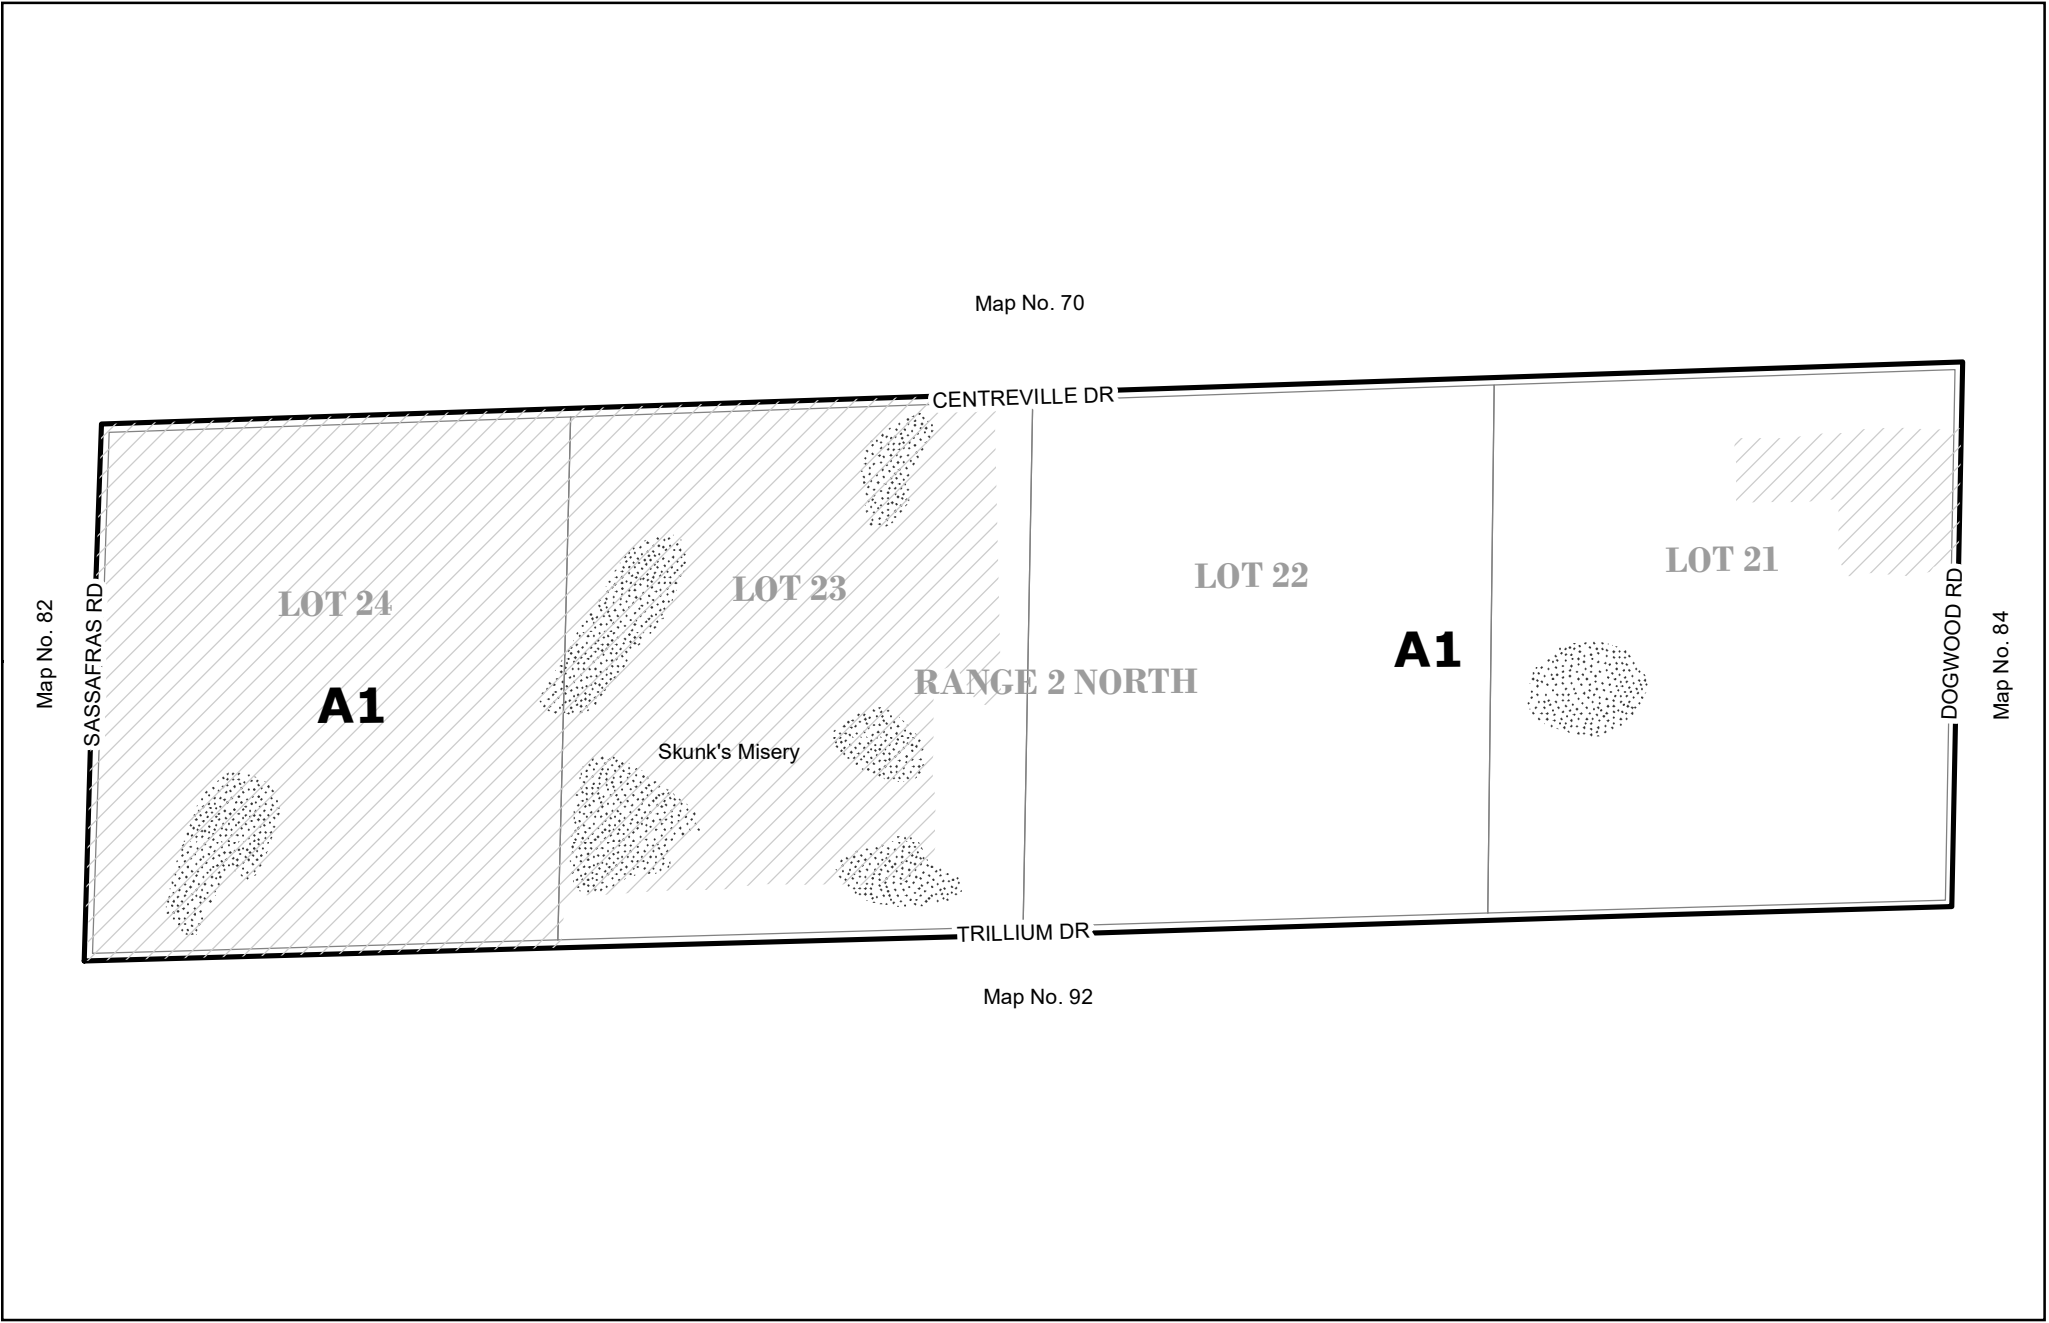 Map No. 70
CENTREVILLE DR
LOT 21
LOT 22
LOT 23
LOT 24
SASSAFRAS RD
Map No. 82
DOGWOOD RD
Map No. 84
A1
RANGE 2 NORTH
A1
Skunk's Misery
TRILLIUM DR
Map No. 92